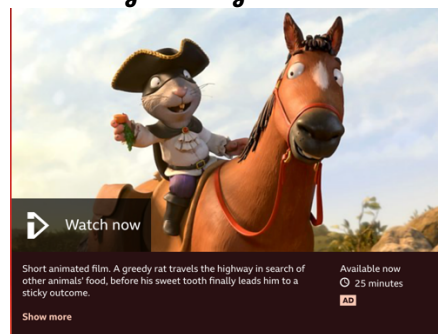 Watch now
Short animated film. A greedy rat travels the highway in search of
other animals' food, before his sweet tooth finally leads him to a
sticky outcome.
Show more
Available now
25 minutes
AD